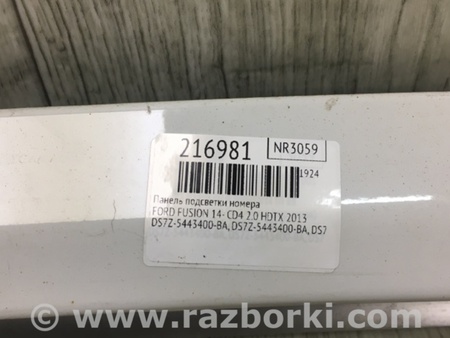 216981 NR3059
1924
Панель подсветки номера
FORD FUSION 14- CD4 2.0 HDTX 2013
DS7Z-5443400-BA, DS7Z-5443400-BA, DS7
www.razborki.com